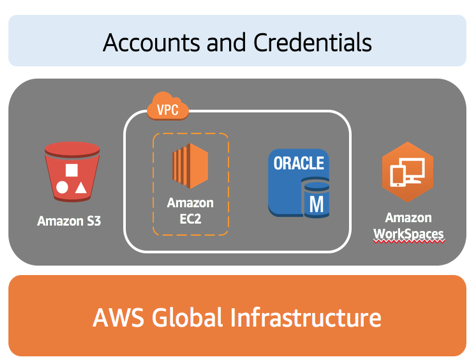 Accounts and Credentials
VPC
Amazon S3
Amazon
EC2
ORACLE
M
Amazon
WorkSpaces
AWS Global Infrastructure